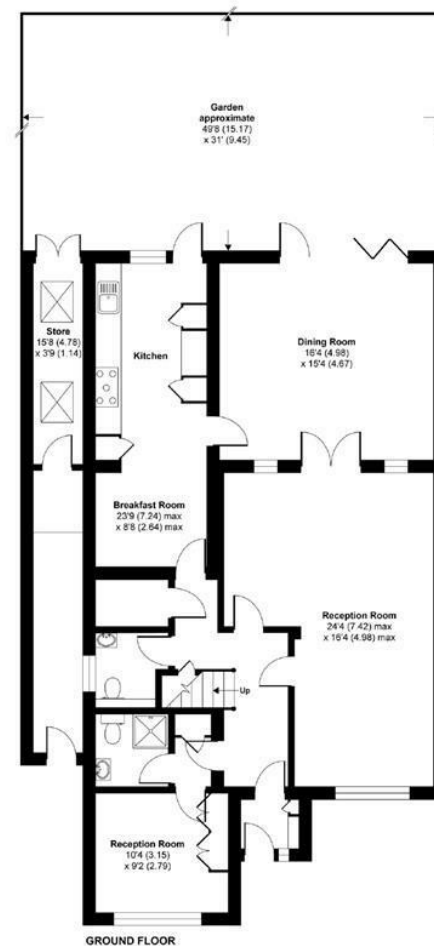 Garden
approximate
49'8 (15.17)
x 31' (9.45)
Store
15'8 (4.78)
x 3'9 (1.14)
Kitchen
Dining Room
16'4 (4.98)
x 15'4 (4.67)
Breakfast Room
23'9 (7.24) max
x 8'8 (2.64) max
Reception Room
24'4 (7.42) max
x 16'4 (4.98) max
Up
Reception Room
10'4 (3.15)
x 9'2 (2.79)
GROUND FLOOR